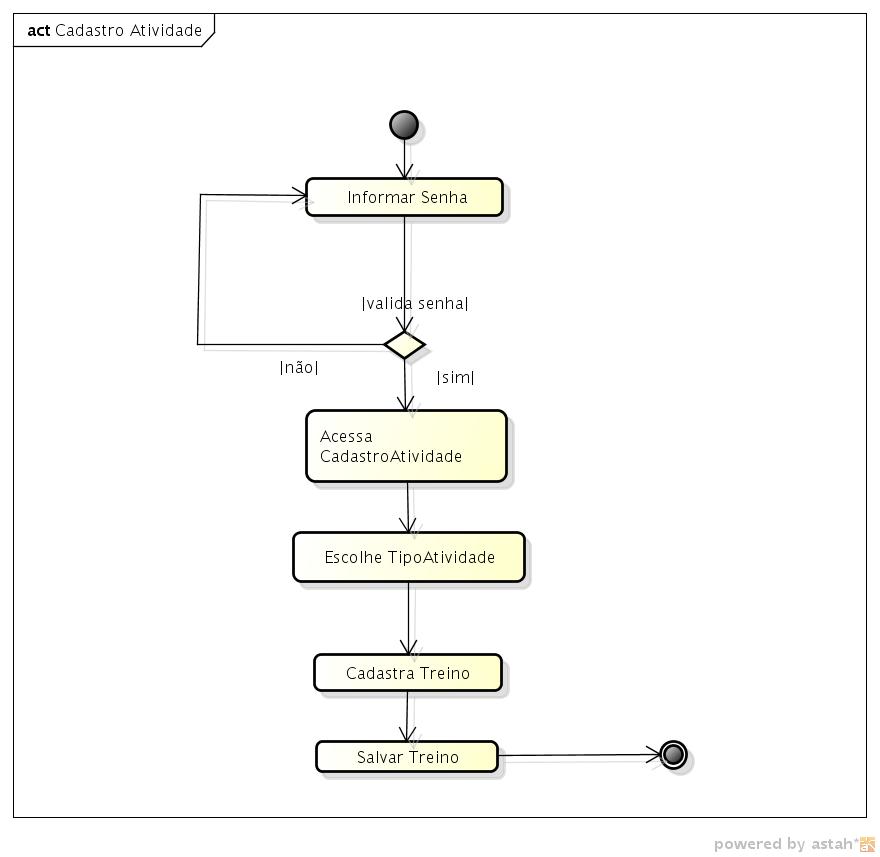 act Cadastro Atividade
Informar Senha
|valida senha|
|não|
|sim|
Acessa
CadastroAtividade
Escolhe TipoAtividade
Cadastra Treino
Salvar Treino
powered by astah*